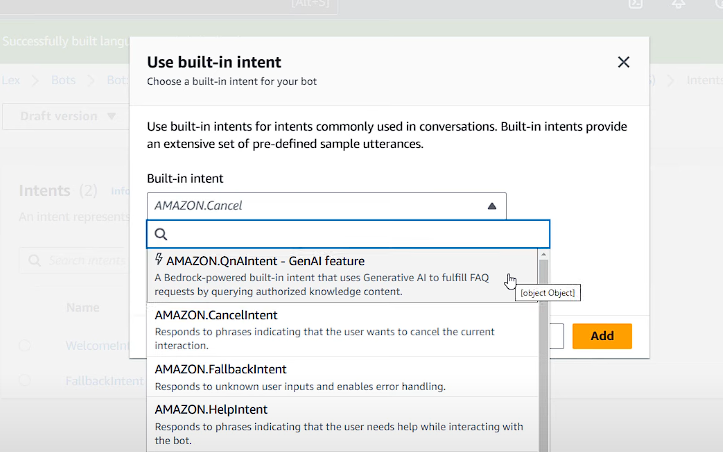 [Alt+S]
Successfully built langu
Use built-in intent
Choose a built-in intent for your bot
Lex
Bots
Bot
Intents
Draft version
Use built-in intents for intents commonly used in conversations. Built-in intents provide
an extensive set of pre-defined sample utterances.
Built-in intent
Intents (2) Info
AMAZON.Cancel
An intent represents
AMAZON.QnAIntent - GenAI feature
Search intents
A Bedrock-powered built-in intent that uses Generative AI to fulfill FAQ
requests by querying authorized knowledge content.
[object Object]
Name
AMAZON.CancelIntent
Responds to phrases indicating that the user wants to cancel the current
interaction.
Add
WelcomeInt
AMAZON.FallbackIntent
FallbackIntent
Responds to unknown user inputs and enables error handling.
AMAZON.HelpIntent
Responds to phrases indicating that the user needs help while interacting with
the bot.